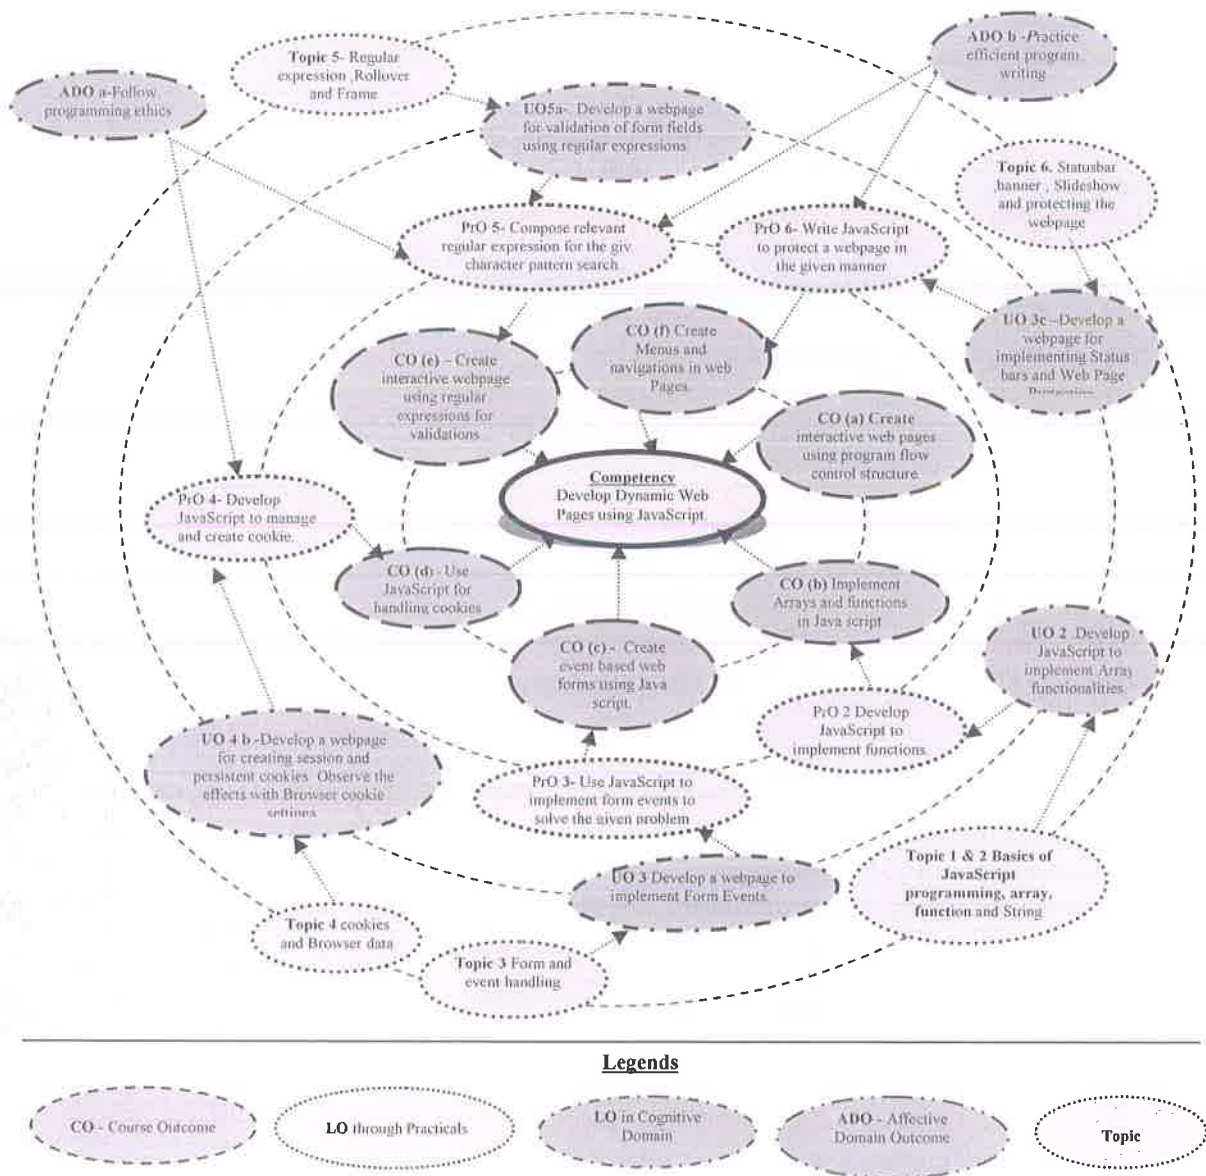 Topic 5- Regular
expression ,Rollover
and Frame
ADO b -Practice
efficient program
writing
ADO a-Follow
programming ethics
UO5a- Develop a webpage
for validation of form fields
using regular expressions
Topic 6. Statusbar
,banner , Slideshow
and protecting the
webpage
PrO 5- Compose relevant
regular expression for the giv
character pattern search
PrO 6- Write JavaScript
to protect a webpage in
the given manner
CO (f) Create
Menus and
navigations in web
Pages.
UO 3c –Develop a
webpage for
implementing Status
bars and Web Page
CO (e) – Create
interactive webpage
using regular
expressions for
validations
CO (a) Create
interactive web pages
using program flow
control structure.
Competency
Develop Dynamic Web
Pages using JavaScript.
PrO 4- Develop
JavaScript to manage
and create cookie.
CO (d) - Use
JavaScript for
handling cookies
CO (b) Implement
Arrays and functions
in Java script
CO (c) - Create
event based web
forms using Java
script.
UO 2 Develop
JavaScript to
implement Array
functionalities.
PrO 2 Develop
JavaScript to
implement functions.
UO 4 b -Develop a webpage
for creating session and
persistent cookies. Observe the
effects with Browser cookie
settings
PrO 3- Use JavaScript to
implement form events to
solve the given problem
UO 3 Develop a webpage to
implement Form Events.
Topic 1 & 2 Basics of
JavaScript
programming, array,
function and String
Topic 4 cookies
and Browser data
Topic 3 Form and
event handling
Legends
CO - Course Outcome
LO through Practicals
LO in Cognitive
Domain
ADO - Affective
Domain Outcome
Topic